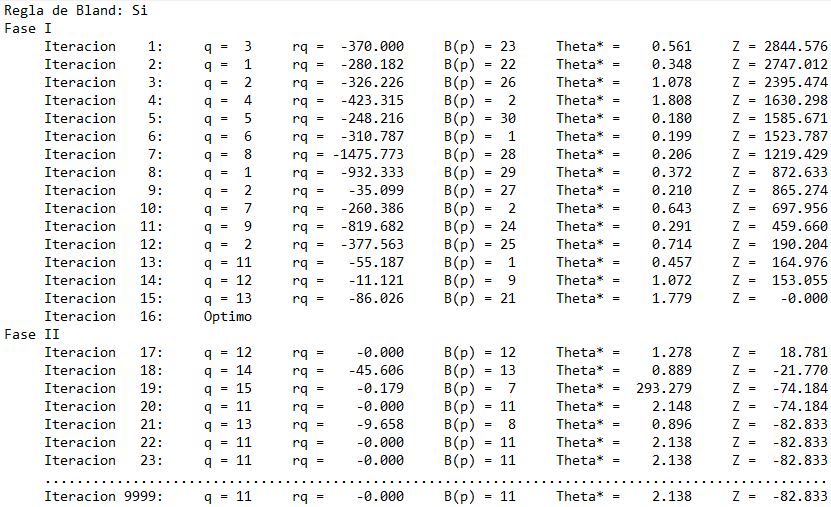 Regla de Bland: Si
Fase I
Iteracion 1: q = 3 rq = -370.000 B(p) = 23 Theta* = 0.561 Z = 2844.576
Iteracion 2: q = 1 rq = -280.182 B(p) = 22 Theta* = 0.348 Z = 2747.012
Iteracion 3: q = 2 rq = -326.226 B(p) = 26 Theta* = 1.078 Z = 2395.474
Iteracion 4: q = 4 rq = -423.315 B(p) = 2 Theta* = 1.808 Z = 1630.298
Iteracion 5: q = 5 rq = -248.216 B(p) = 30 Theta* = 0.180 Z = 1585.671
Iteracion 6: q = 6 rq = -310.787 B(p) = 1 Theta* = 0.199 Z = 1523.787
Iteracion 7: q = 8 rq = -1475.773 B(p) = 28 Theta* = 0.206 Z = 1219.429
Iteracion 8: q = 1 rq = -932.333 B(p) = 29 Theta* = 0.372 Z = 872.633
Iteracion 9: q = 2 rq = -35.099 B(p) = 27 Theta* = 0.210 Z = 865.274
Iteracion 10: q = 7 rq = -260.386 B(p) = 2 Theta* = 0.643 Z = 697.956
Iteracion 11: q = 9 rq = -819.682 B(p) = 24 Theta* = 0.291 Z = 459.660
Iteracion 12: q = 2 rq = -377.563 B(p) = 25 Theta* = 0.714 Z = 190.204
Iteracion 13: q = 11 rq = -55.187 B(p) = 1 Theta* = 0.457 Z = 164.976
Iteracion 14: q = 12 rq = -11.121 B(p) = 9 Theta* = 1.072 Z = 153.055
Iteracion 15: q = 13 rq = -86.026 B(p) = 21 Theta* = 1.779 Z = -0.000
Iteracion 16: Optimo
Fase II
Iteracion 17: q = 12 rq = -0.000 B(p) = 12 Theta* = 1.278 Z = 18.781
Iteracion 18: q = 14 rq = -45.606 B(p) = 13 Theta* = 0.889 Z = -21.770
Iteracion 19: q = 15 rq = -0.179 B(p) = 7 Theta* = 293.279 Z = -74.184
Iteracion 20: q = 11 rq = -0.000 B(p) = 11 Theta* = 2.148 Z = -74.184
Iteracion 21: q = 13 rq = -9.658 B(p) = 8 Theta* = 0.896 Z = -82.833
Iteracion 22: q = 11 rq = -0.000 B(p) = 11 Theta* = 2.138 Z = -82.833
Iteracion 23: q = 11 rq = -0.000 B(p) = 11 Theta* = 2.138 Z = -82.833
..................................................................................................
Iteracion 9999: q = 11 rq = -0.000 B(p) = 11 Theta* = 2.138 Z = -82.833